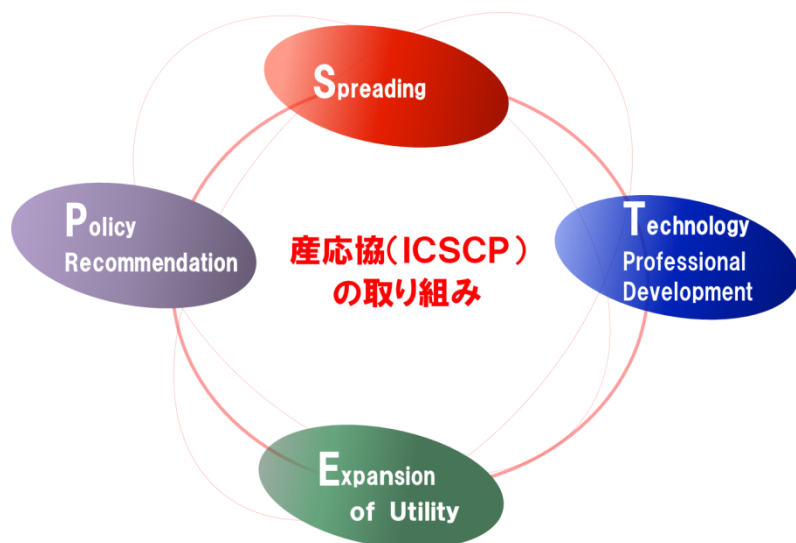 Spreading
Policy
Recommendation
産応協(ICSCP)
の取り組み
Technology
Professional
Development
Expansion
of Utility